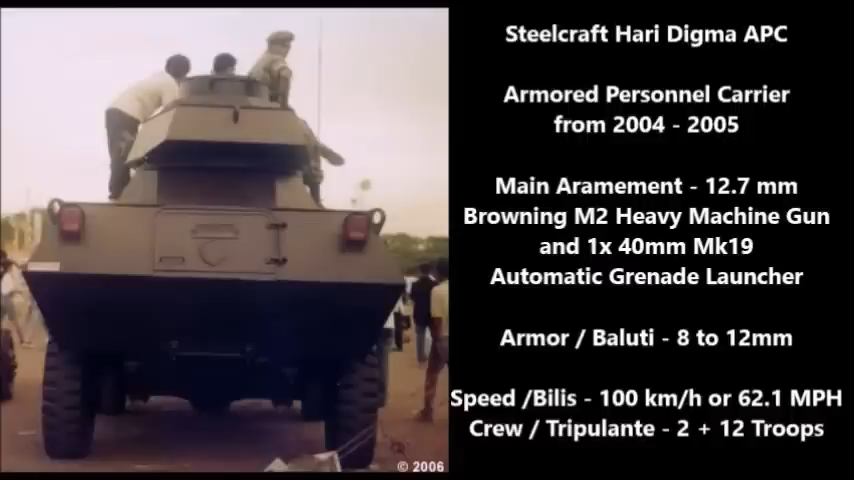 Steelcraft Hari Digma APC
Armored Personnel Carrier
from 2004 - 2005
Main Aramement - 12.7 mm
Browning M2 Heavy Machine Gun
and 1x 40mm Mk19
Automatic Grenade Launcher
Armor / Baluti - 8 to 12mm
Speed /Bilis - 100 km/h or 62.1 MPH
Crew / Tripulante - 2 + 12 Troops
© 2006